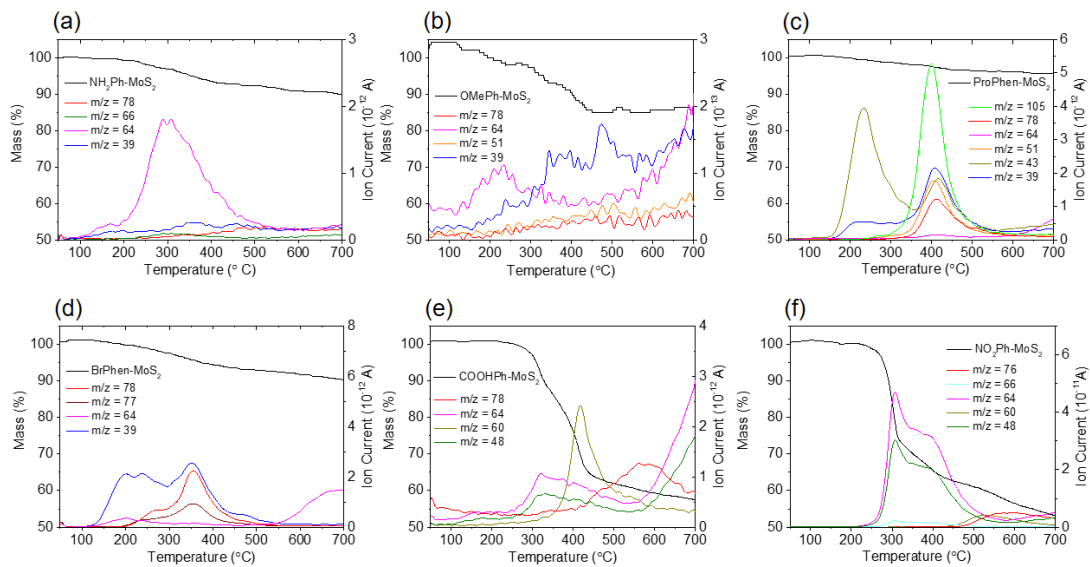 (a)
100
90
80
70
60
50
Mass (%)
NH2Ph-MoS2
m/z = 78
m/z = 66
m/z = 64
m/z = 39
3
2
1
0
Ion Current (10-12 A)
100 200 300 400 500 600 700
Temperature (° C)
(b)
100
90
80
70
60
50
Mass (%)
OMePh-MoS2
m/z = 78
m/z = 64
m/z = 51
m/z = 39
3
2
1
0
Ion Current (10-13 A)
100 200 300 400 500 600 700
Temperature (°C)
(c)
100
90
80
70
60
50
Mass (%)
ProPhen-MoS2
m/z = 105
m/z = 78
m/z = 64
m/z = 51
m/z = 43
m/z = 39
6
5
4
3
2
1
0
Ion Current (10-12 A)
100 200 300 400 500 600 700
Temperature (°C)
(d)
100
90
80
70
60
50
Mass (%)
BrPhen-MoS2
m/z = 78
m/z = 77
m/z = 64
m/z = 39
8
6
4
2
0
Ion Current (10-12 A)
100 200 300 400 500 600 700
Temperature (°C)
(e)
100
90
80
70
60
50
Mass (%)
COOHPh-MoS2
m/z = 78
m/z = 64
m/z = 60
m/z = 48
4
3
2
1
0
Ion Current (10-12 A)
100 200 300 400 500 600 700
Temperature (°C)
(f)
100
90
80
70
60
50
Mass (%)
NO2Ph-MoS2
m/z = 76
m/z = 66
m/z = 64
m/z = 60
m/z = 48
6
4
2
0
Ion Current (10-11A)
100 200 300 400 500 600 700
Temperature (°C)